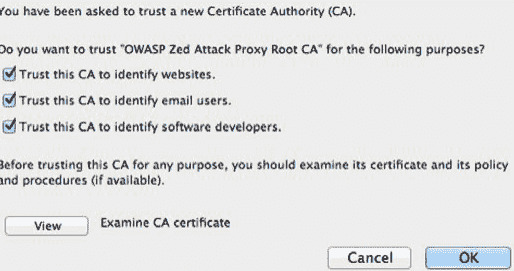 You have been asked to trust a new Certificate Authority (CA).
Do you want to trust "OWASP Zed Attack Proxy Root CA" for the following purposes?
Trust this CA to identify websites.
Trust this CA to identify email users.
Trust this CA to identify software developers.
Before trusting this CA for any purpose, you should examine its certificate and its policy
and procedures (if available).
View Examine CA certificate
Cancel OK